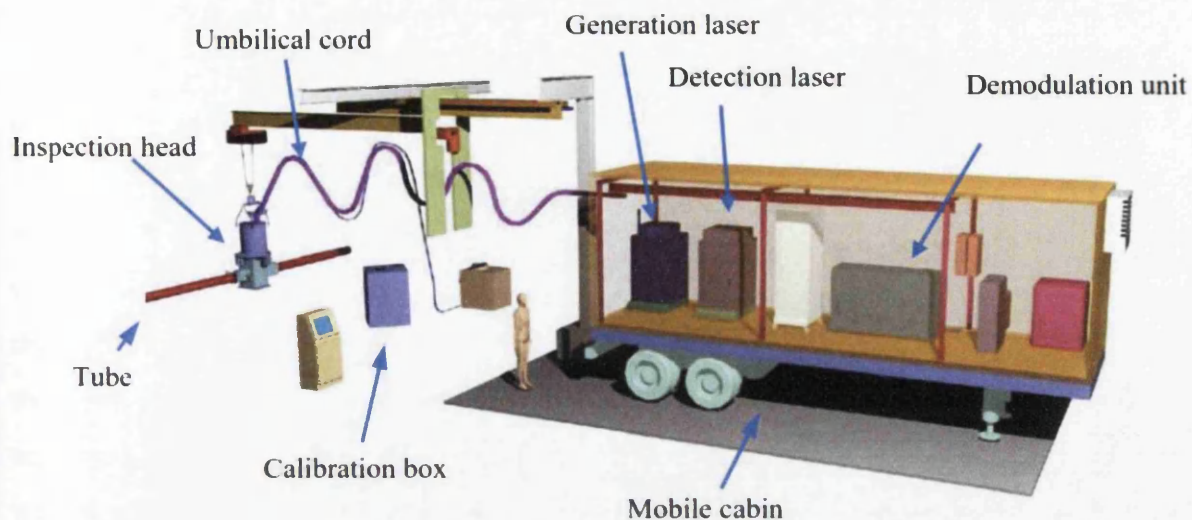 Umbilical cord
Generation laser
Detection laser
Demodulation unit
Inspection head
Tube
Calibration box
Mobile cabin